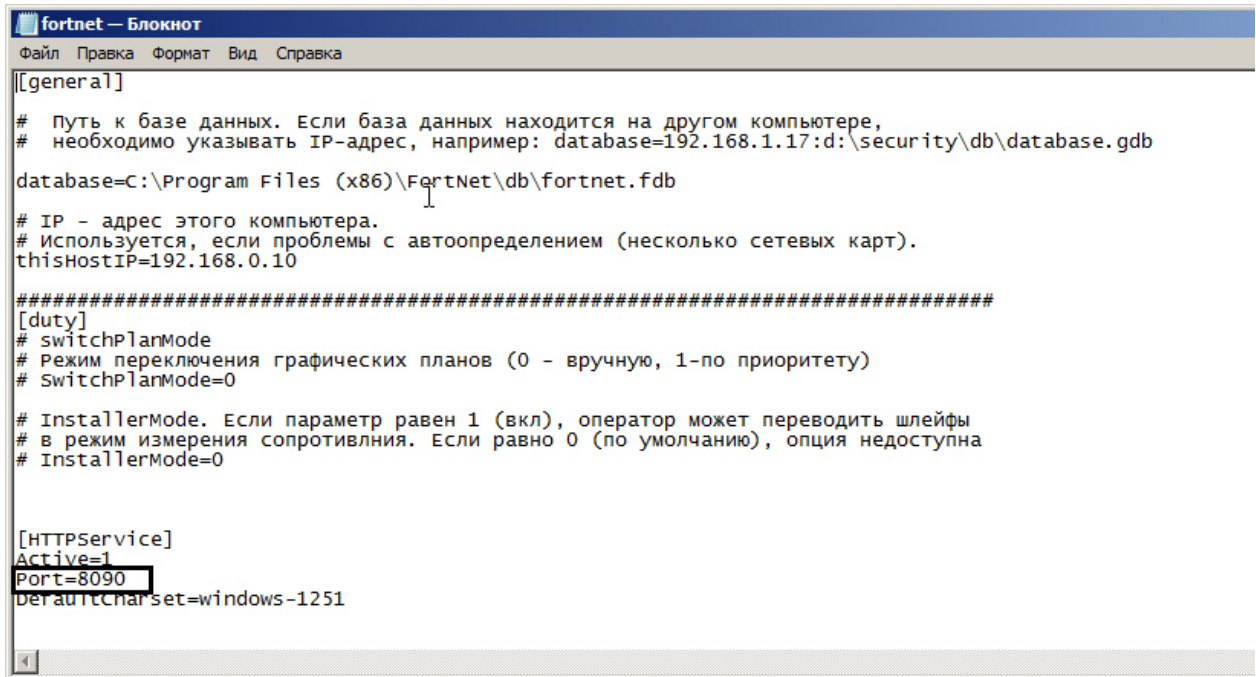 fortnet — Блокнот
Файл Правка Формат Вид Справка
[general]
# Путь к базе данных. Если база данных находится на другом компьютере,
# необходимо указывать IP-адрес, например: database=192.168.1.17:d:\security\db\database.gdb
database=C:\Program Files (x86)\FortNet\db\fortnet.fdb
# IP - адрес этого компьютера.
# Используется, если проблемы с автоопределением (несколько сетевых карт).
thisHostIP=192.168.0.10
################################################################################
[duty]
# switchPlanMode
# Режим переключения графических планов (0 - вручную, 1-по приоритету)
# SwitchPlanMode=0
# InstallerMode. Если параметр равен 1 (вкл), оператор может переводить шлейфы
# в режим измерения сопротивлния. Если равно 0 (по умолчанию), опция недоступна
# InstallerMode=0
[HTTPService]
Active=1
Port=8090
DefaultCharset=windows-1251